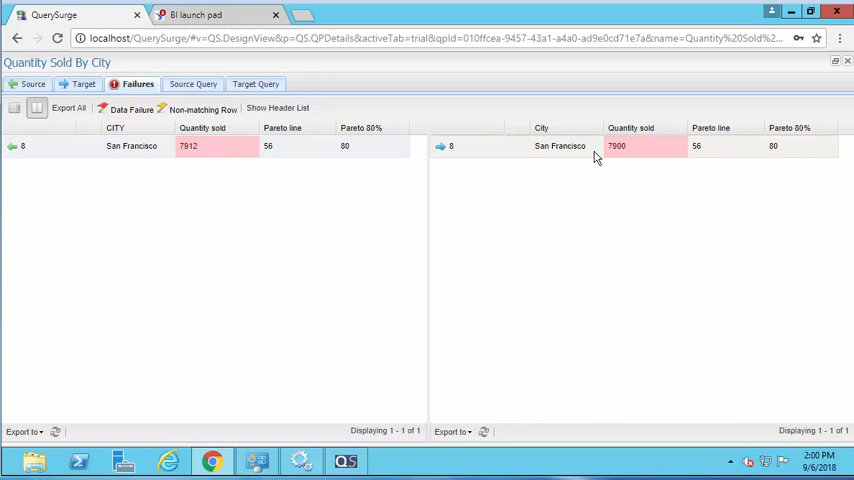 QuerySurge
BI launch pad
localhost/QuerySurge/#v=QS.DesignView&p=QS.QPDetails&activeTab=trial&qpId=010ffcea-9457-43a1-a4a0-ad9e0cd71e7a&name=Quantity%20Sold%2...
Quantity Sold By City
Source Target Failures Source Query Target Query
Export All Data Failure Non-matching Row Show Header List
CITY Quantity sold Pareto line Pareto 80% City Quantity sold Pareto line Pareto 80%
8 San Francisco 7912 56 80 8 San Francisco 7900 56 80
Export to Displaying 1 - 1 of 1 Export to Displaying 1 - 1 of 1
QS
2:00 PM
9/6/2018